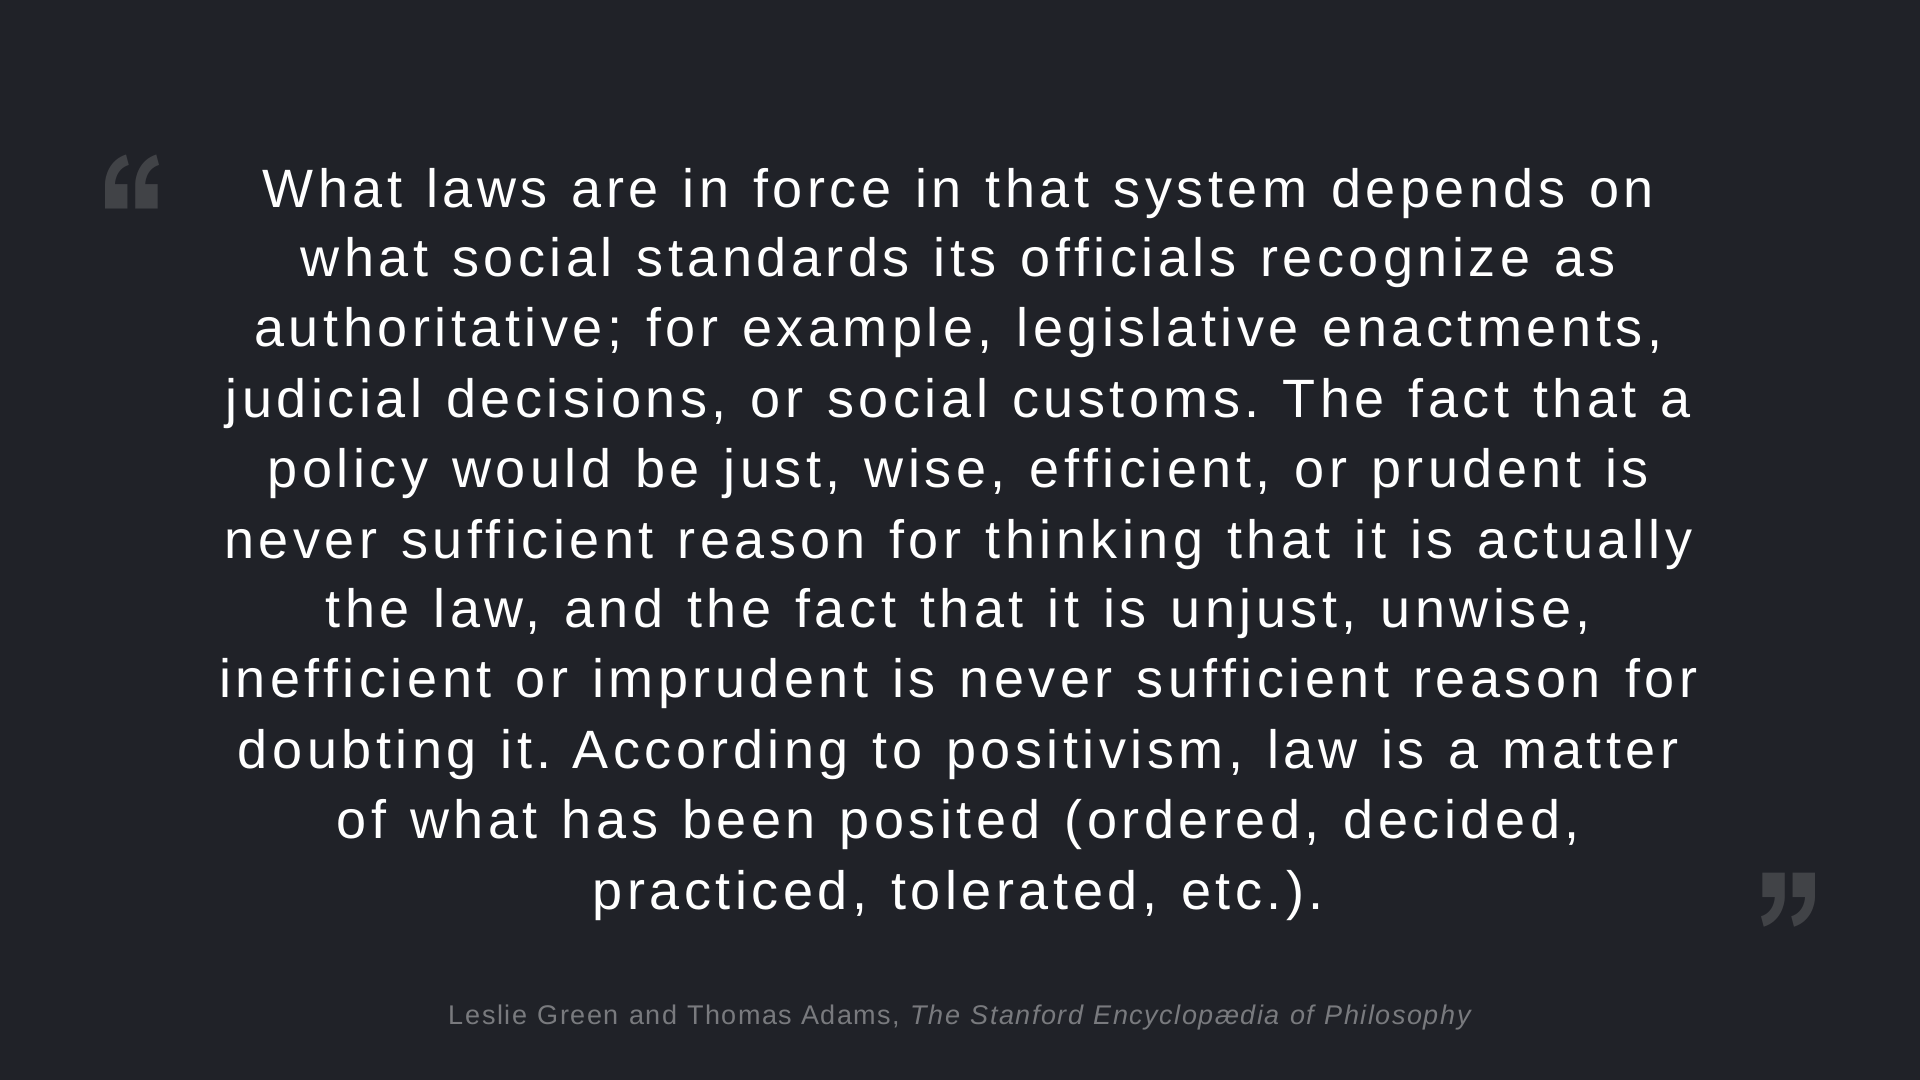 “
What laws are in force in that system depends on
what social standards its officials recognize as
authoritative; for example, legislative enactments,
judicial decisions, or social customs. The fact that a
policy would be just, wise, efficient, or prudent is
never sufficient reason for thinking that it is actually
the law, and the fact that it is unjust, unwise,
inefficient or imprudent is never sufficient reason for
doubting it. According to positivism, law is a matter
of what has been posited (ordered, decided,
practiced, tolerated, etc.).
”
Leslie Green and Thomas Adams, The Stanford Encyclopædia of Philosophy